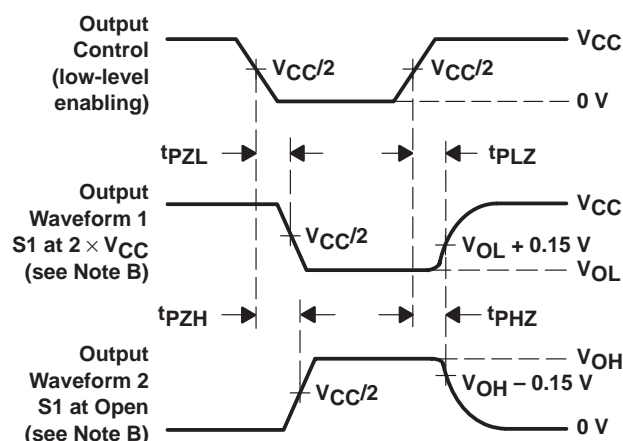 Output
Control
(low-level
enabling)
VCC/2
VCC/2
VCC
0 V
tPZL
tPLZ
Output
Waveform 1
S1 at 2 × VCC
(see Note B)
VCC/2
VCC
VOL + 0.15 V
VOL
tPZH
tPHZ
Output
Waveform 2
S1 at Open
(see Note B)
VCC/2
VOH
VOH – 0.15 V
0 V